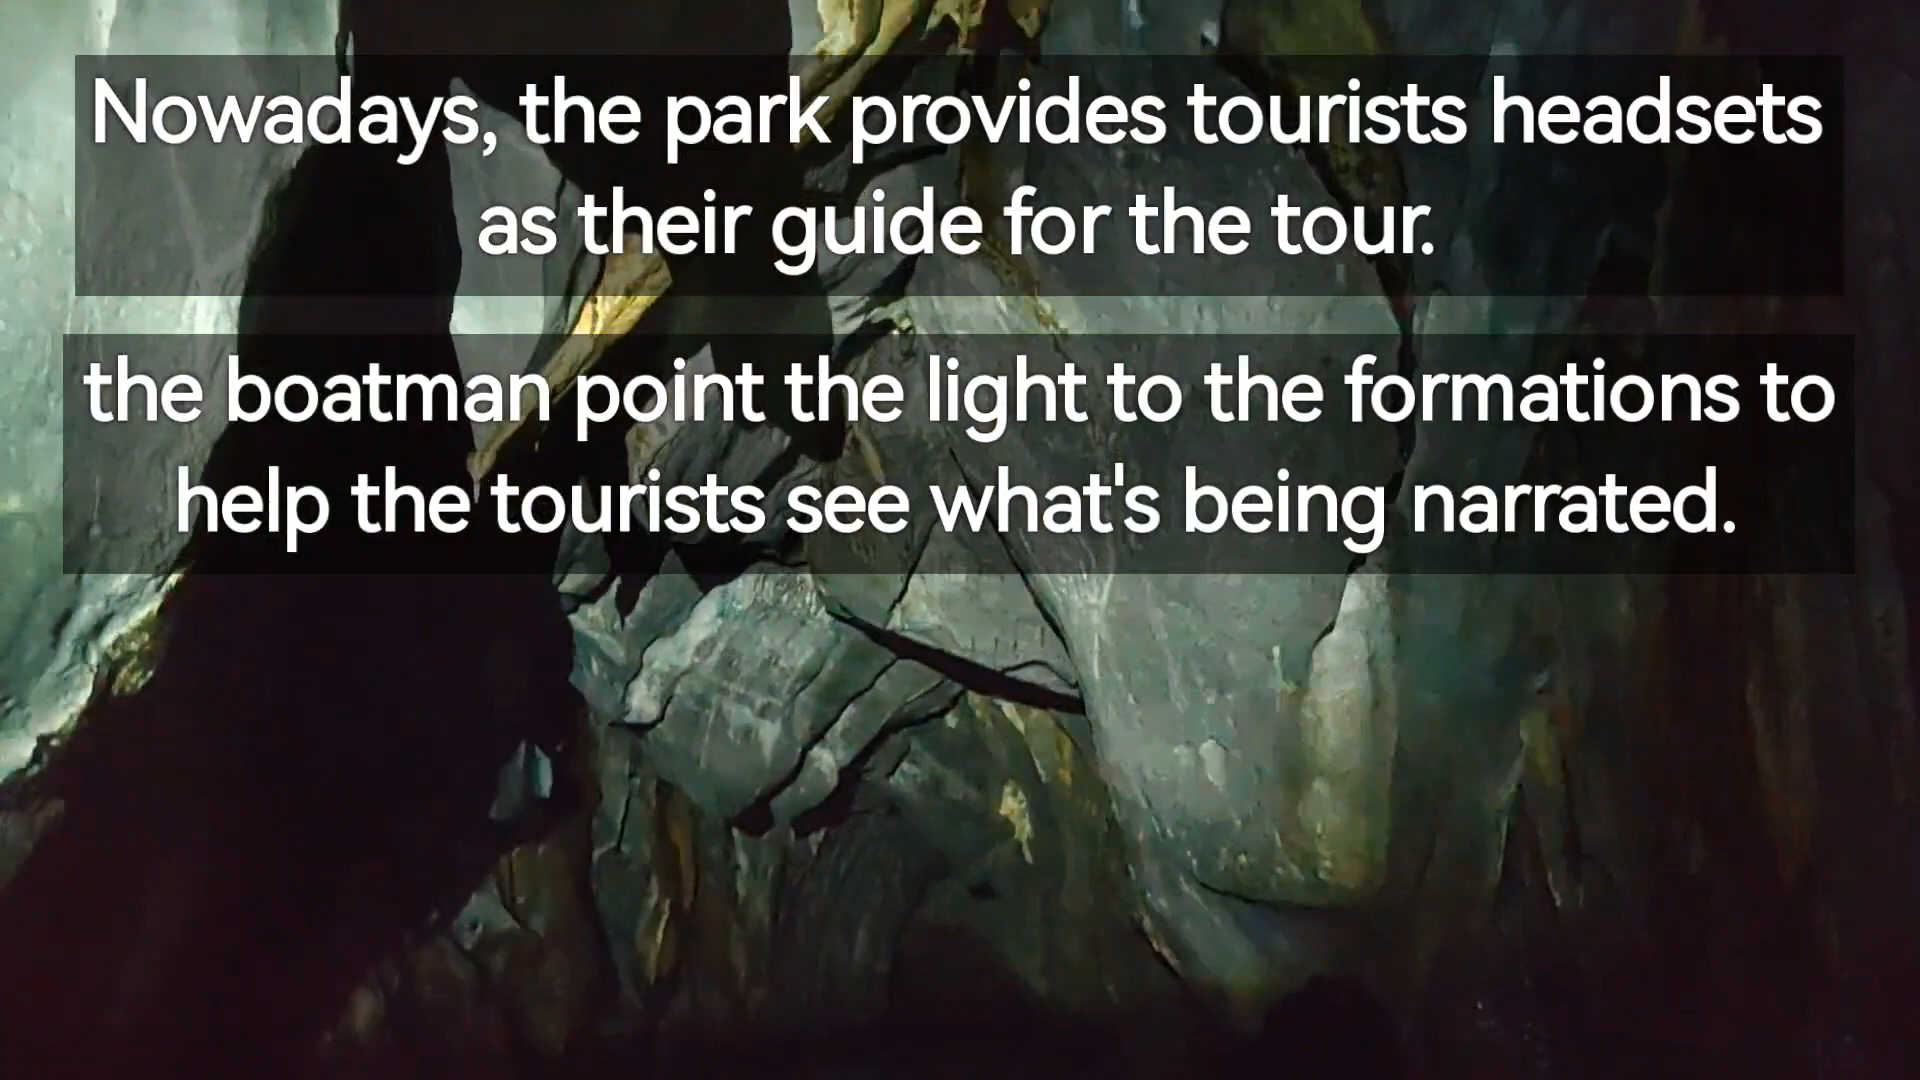 Nowadays, the park provides tourists headsets
as their guide for the tour.
the boatman point the light to the formations to
help the tourists see what's being narrated.